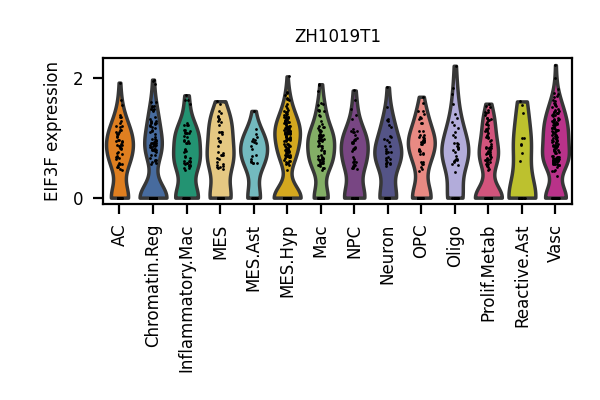 ZH1019T1
EIF3F expression
2
0
AC
Chromatin.Reg
Inflammatory.Mac
MES
MES.Ast
MES.Hyp
Mac
NPC
Neuron
OPC
Oligo
Prolif.Metab
Reactive.Ast
Vasc